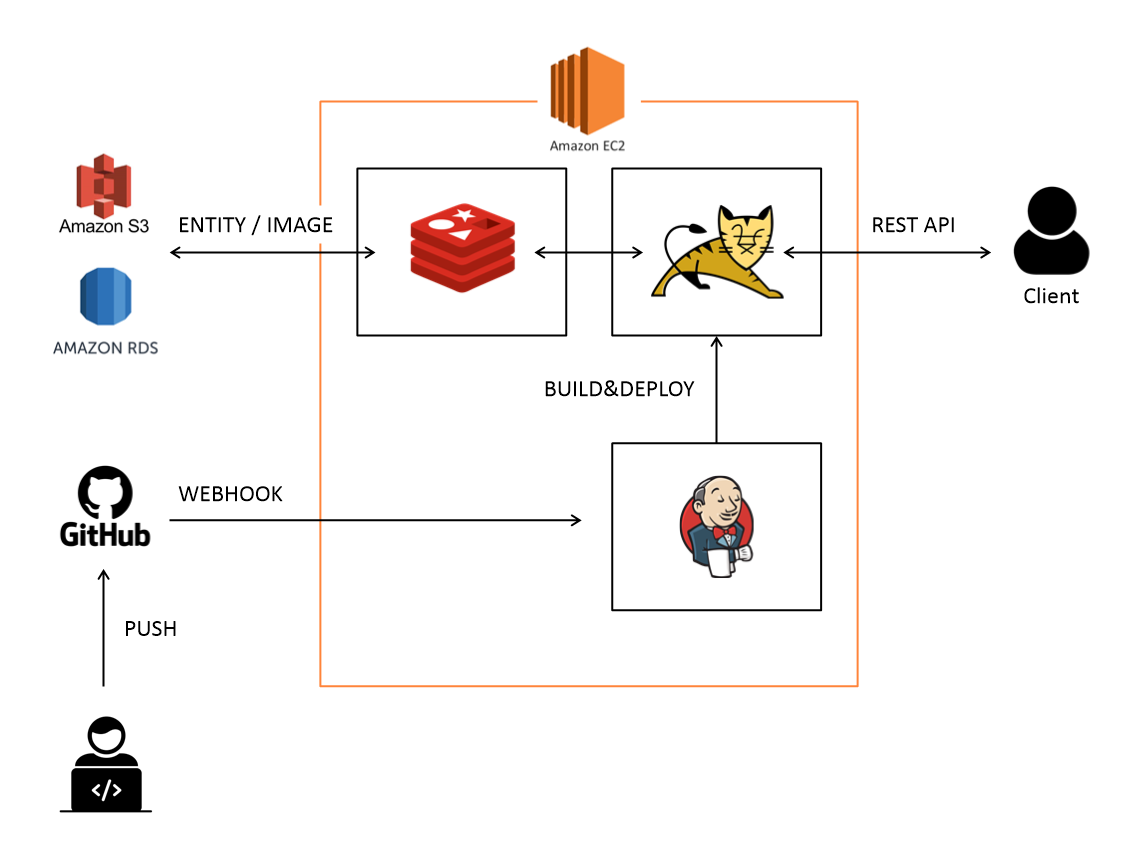 Amazon EC2
Amazon S3
ENTITY / IMAGE
REST API
Client
AMAZON RDS
BUILD&DEPLOY
GitHub
WEBHOOK
PUSH
</>